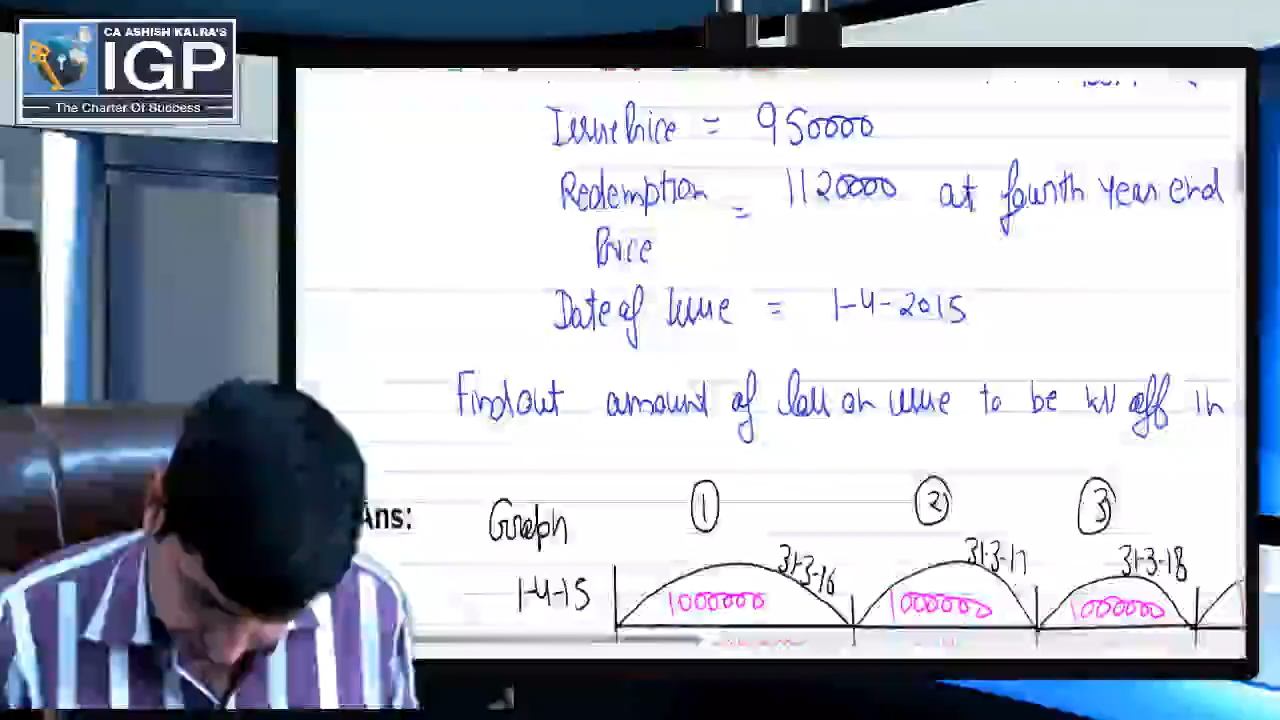 CA ASHISH KALRA'S
IGP
The Charter Of Success
Issue Price = 950000
Redemption Price = 1120000 at fourth Year end
Date of Issue = 1-4-2015
Find out amount of loss on issue to be w/off in
Ans: Graph 1 2 3
1-4-15 31-3-16 31-3-17 31-3-18
1000000 1000000 1000000